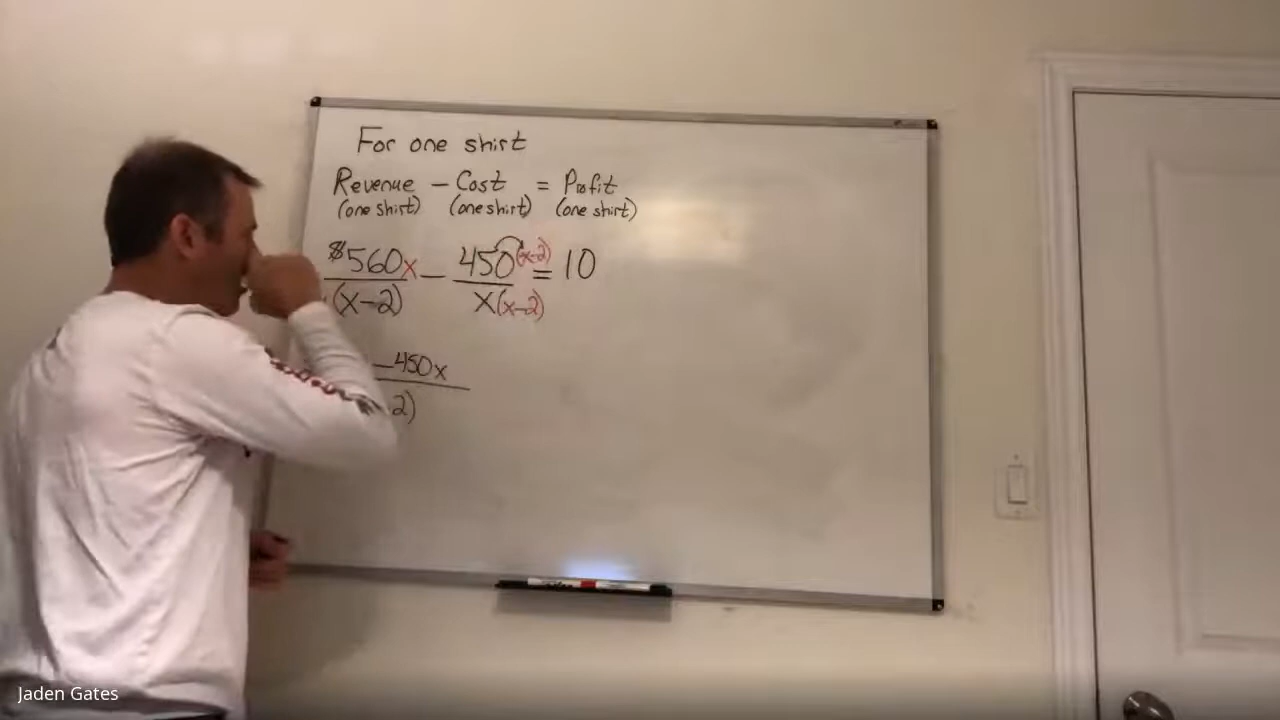 For one shirt
Revenue - Cost = Profit
(one shirt) (one shirt) (one shirt)
$560x - 450(x-2) = 10
(x-2) x(x-2)
-450x
2)
Jaden Gates